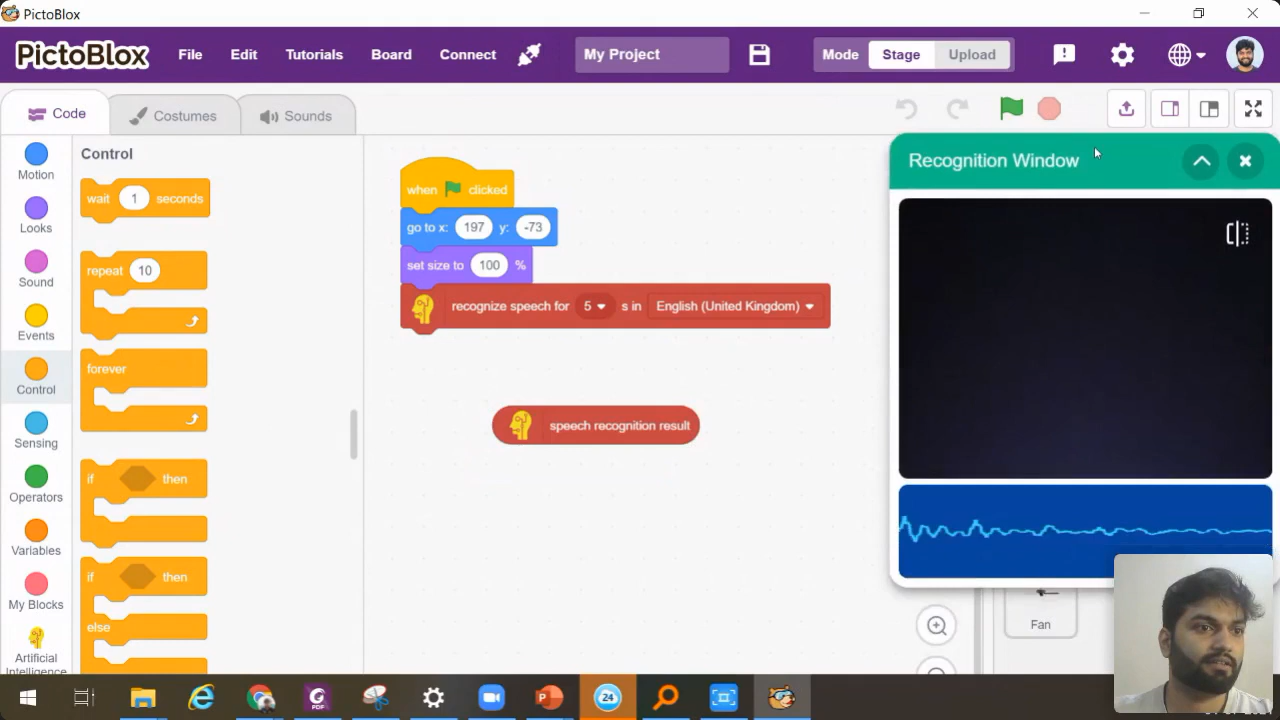 PictoBlox
PictoBlox File Edit Tutorials Board Connect My Project Mode Stage Upload
Code Costumes Sounds
Motion
Looks
Sound
Events
Control
Sensing
Operators
Variables
My Blocks
Artificial
Intelligence
Control
wait 1 seconds
repeat 10
forever
if then
if then
else
when clicked
go to x: 197 y: -73
set size to 100 %
recognize speech for 5 s in English (United Kingdom)
speech recognition result
Recognition Window
Fan
PDF
24